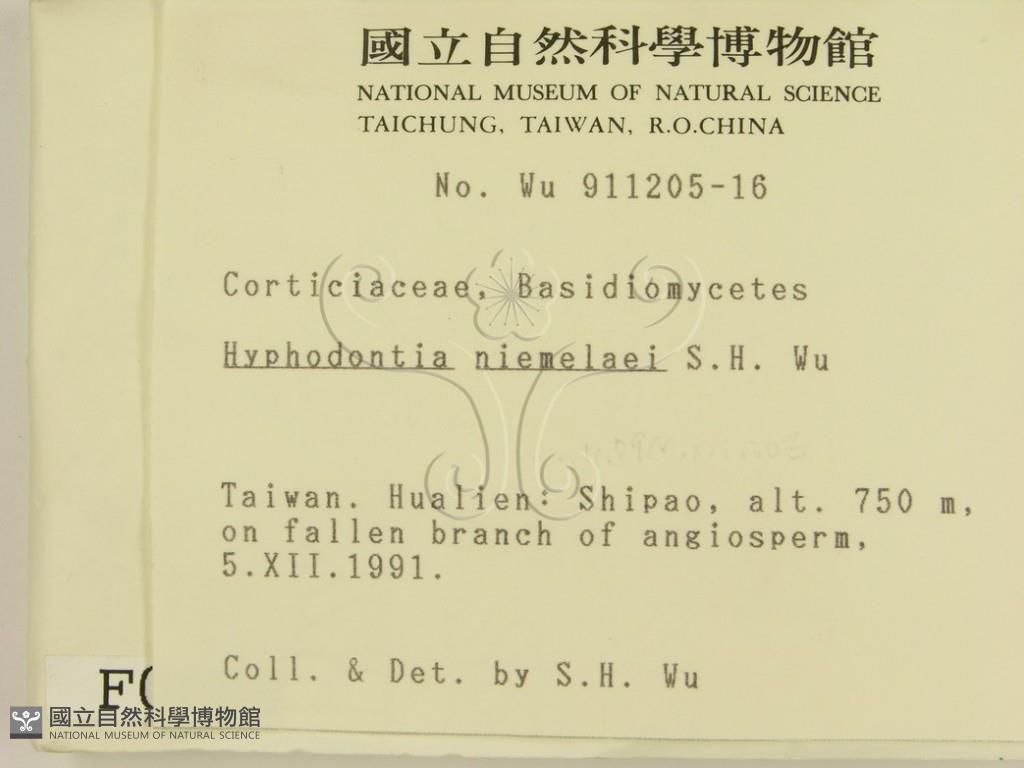 國立自然科學博物館
NATIONAL MUSEUM OF NATURAL SCIENCE
TAICHUNG, TAIWAN, R.O.CHINA
No. Wu 911205-16
Corticiaceae, Basidiomycetes
Hyphodontia niemelaei S.H. Wu
Taiwan. Hualien: Shipao, alt. 750 m,
on fallen branch of angiosperm,
5.XII.1991.
Coll. & Det. by S.H. Wu
國立自然科學博物館
NATIONAL MUSEUM OF NATURAL SCIENCE